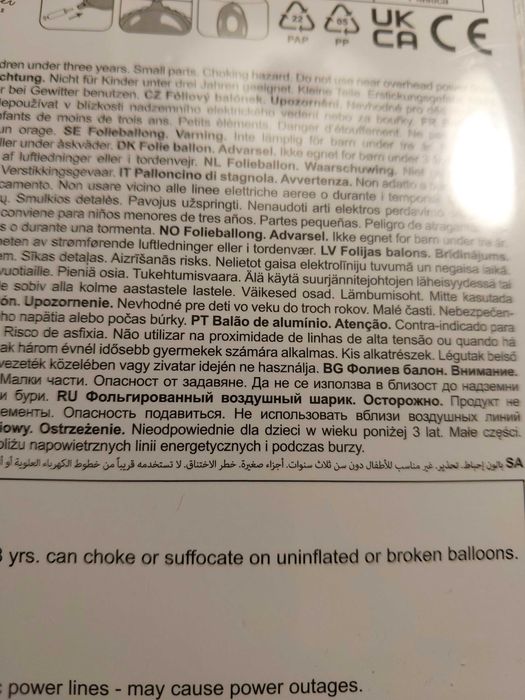 22
PAP
05
PP
UK
CA
CE
dren under three years. Small parts. Choking hazard. Do not use near overhead power
chtung. Nicht für Kinder unter drei Jahren geeignet. Kleine Teile. Erstickungsgefahr
r bei Gewitter benutzen. CZ Fóliový balónek. Upozornění. Nevhodné pro děti
epoužívat v blízkosti nadzemního elektrického vedení nebo za bouřky. FR
nfants de moins de trois ans. Petits éléments. Danger d'étouffement. Ne pas
un orage. SE Folieballong. Varning. Inte lämplig för barn under tre år
ller under åskväder. DK Folie ballon. Advarsel. Ikke egnet for barn under 3
af luftledninger eller i tordenvejr. NL Folieballon. Waarschuwing. Niet
Verstikkingsgevaar. IT Palloncino di stagnola. Avvertenza. Non adatto a
camento. Non usare vicino alle linee elettriche aeree o durante i temporali
ų. Smulkios detalės. Pavojus užspringti. Nenaudoti arti elektros perdavimo
conviene para niños menores de tres años. Partes pequeñas. Peligro de
s o durante una tormenta. NO Folieballong. Advarsel. Ikke egnet for barn under tre år.
heten av strømførende luftledninger eller i tordenvær. LV Folijas balons. Brīdinājums.
em. Sīkas detaļas. Aizrīšanās risks. Nelietot gaisa elektrolīniju tuvumā un negaisa laikā.
vuotiaille. Pieniä osia. Tukehtumisvaara. Älä käytä suurjännitejohtojen läheisyydessä tai
le sobiv alla kolme aastastele lastele. Väikesed osad. Lämbumisoht. Mitte kasutada
ón. Upozornenie. Nevhodné pre deti vo veku do troch rokov. Malé časti. Nebezpečen-
ho napätia alebo počas búrky. PT Balão de alumínio. Atenção. Contra-indicado para
Risco de asfixia. Não utilizar na proximidade de linhas de alta tensão ou quando há
ak három évnél idősebb gyermekek számára alkalmas. Kis alkatrészek. Légutak belső
vezeték közelében vagy zivatar idején ne használja. BG Фолиев балон. Внимание.
Малки части. Опасност от задавяне. Да не се използва в близост до надземни
и бури. RU Фольгированный воздушный шарик. Осторожно. Продукт не
ементы. Опасность подавиться. Не использовать вблизи воздушных линий
iowy. Ostrzeżenie. Nieodpowiednie dla dzieci w wieku poniżej 3 lat. Małe części.
bliżu napowietrznych linii energetycznych i podczas burzy.
SA بالون إحباط. تحذير. غير مناسب للأطفال دون سن ثلاث سنوات. أجزاء صغيرة. خطر الاختناق. لا تستخدمه قريباً من خطوط الكهرباء العلوية أو أ
3 yrs. can choke or suffocate on uninflated or broken balloons.
c power lines - may cause power outages.